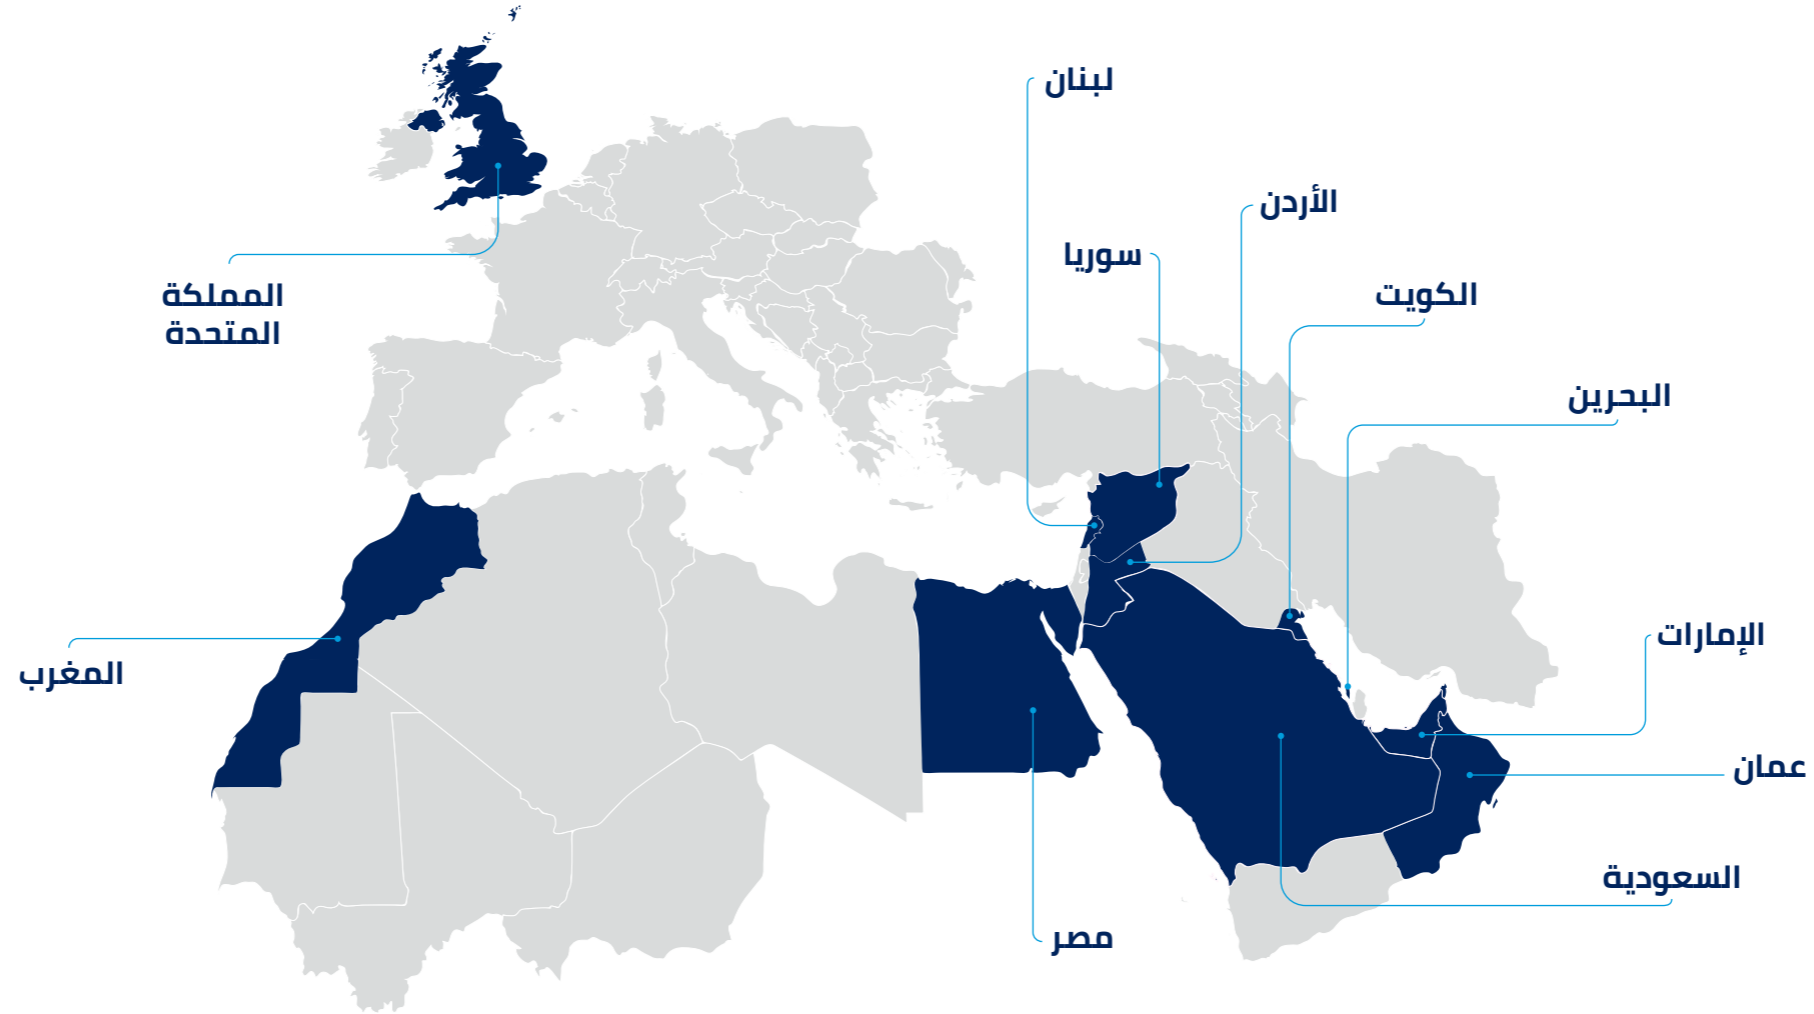 لبنان
الأردن
سوريا
الكويت
المملكة
المتحدة
البحرين
الإمارات
المغرب
عمان
السعودية
مصر